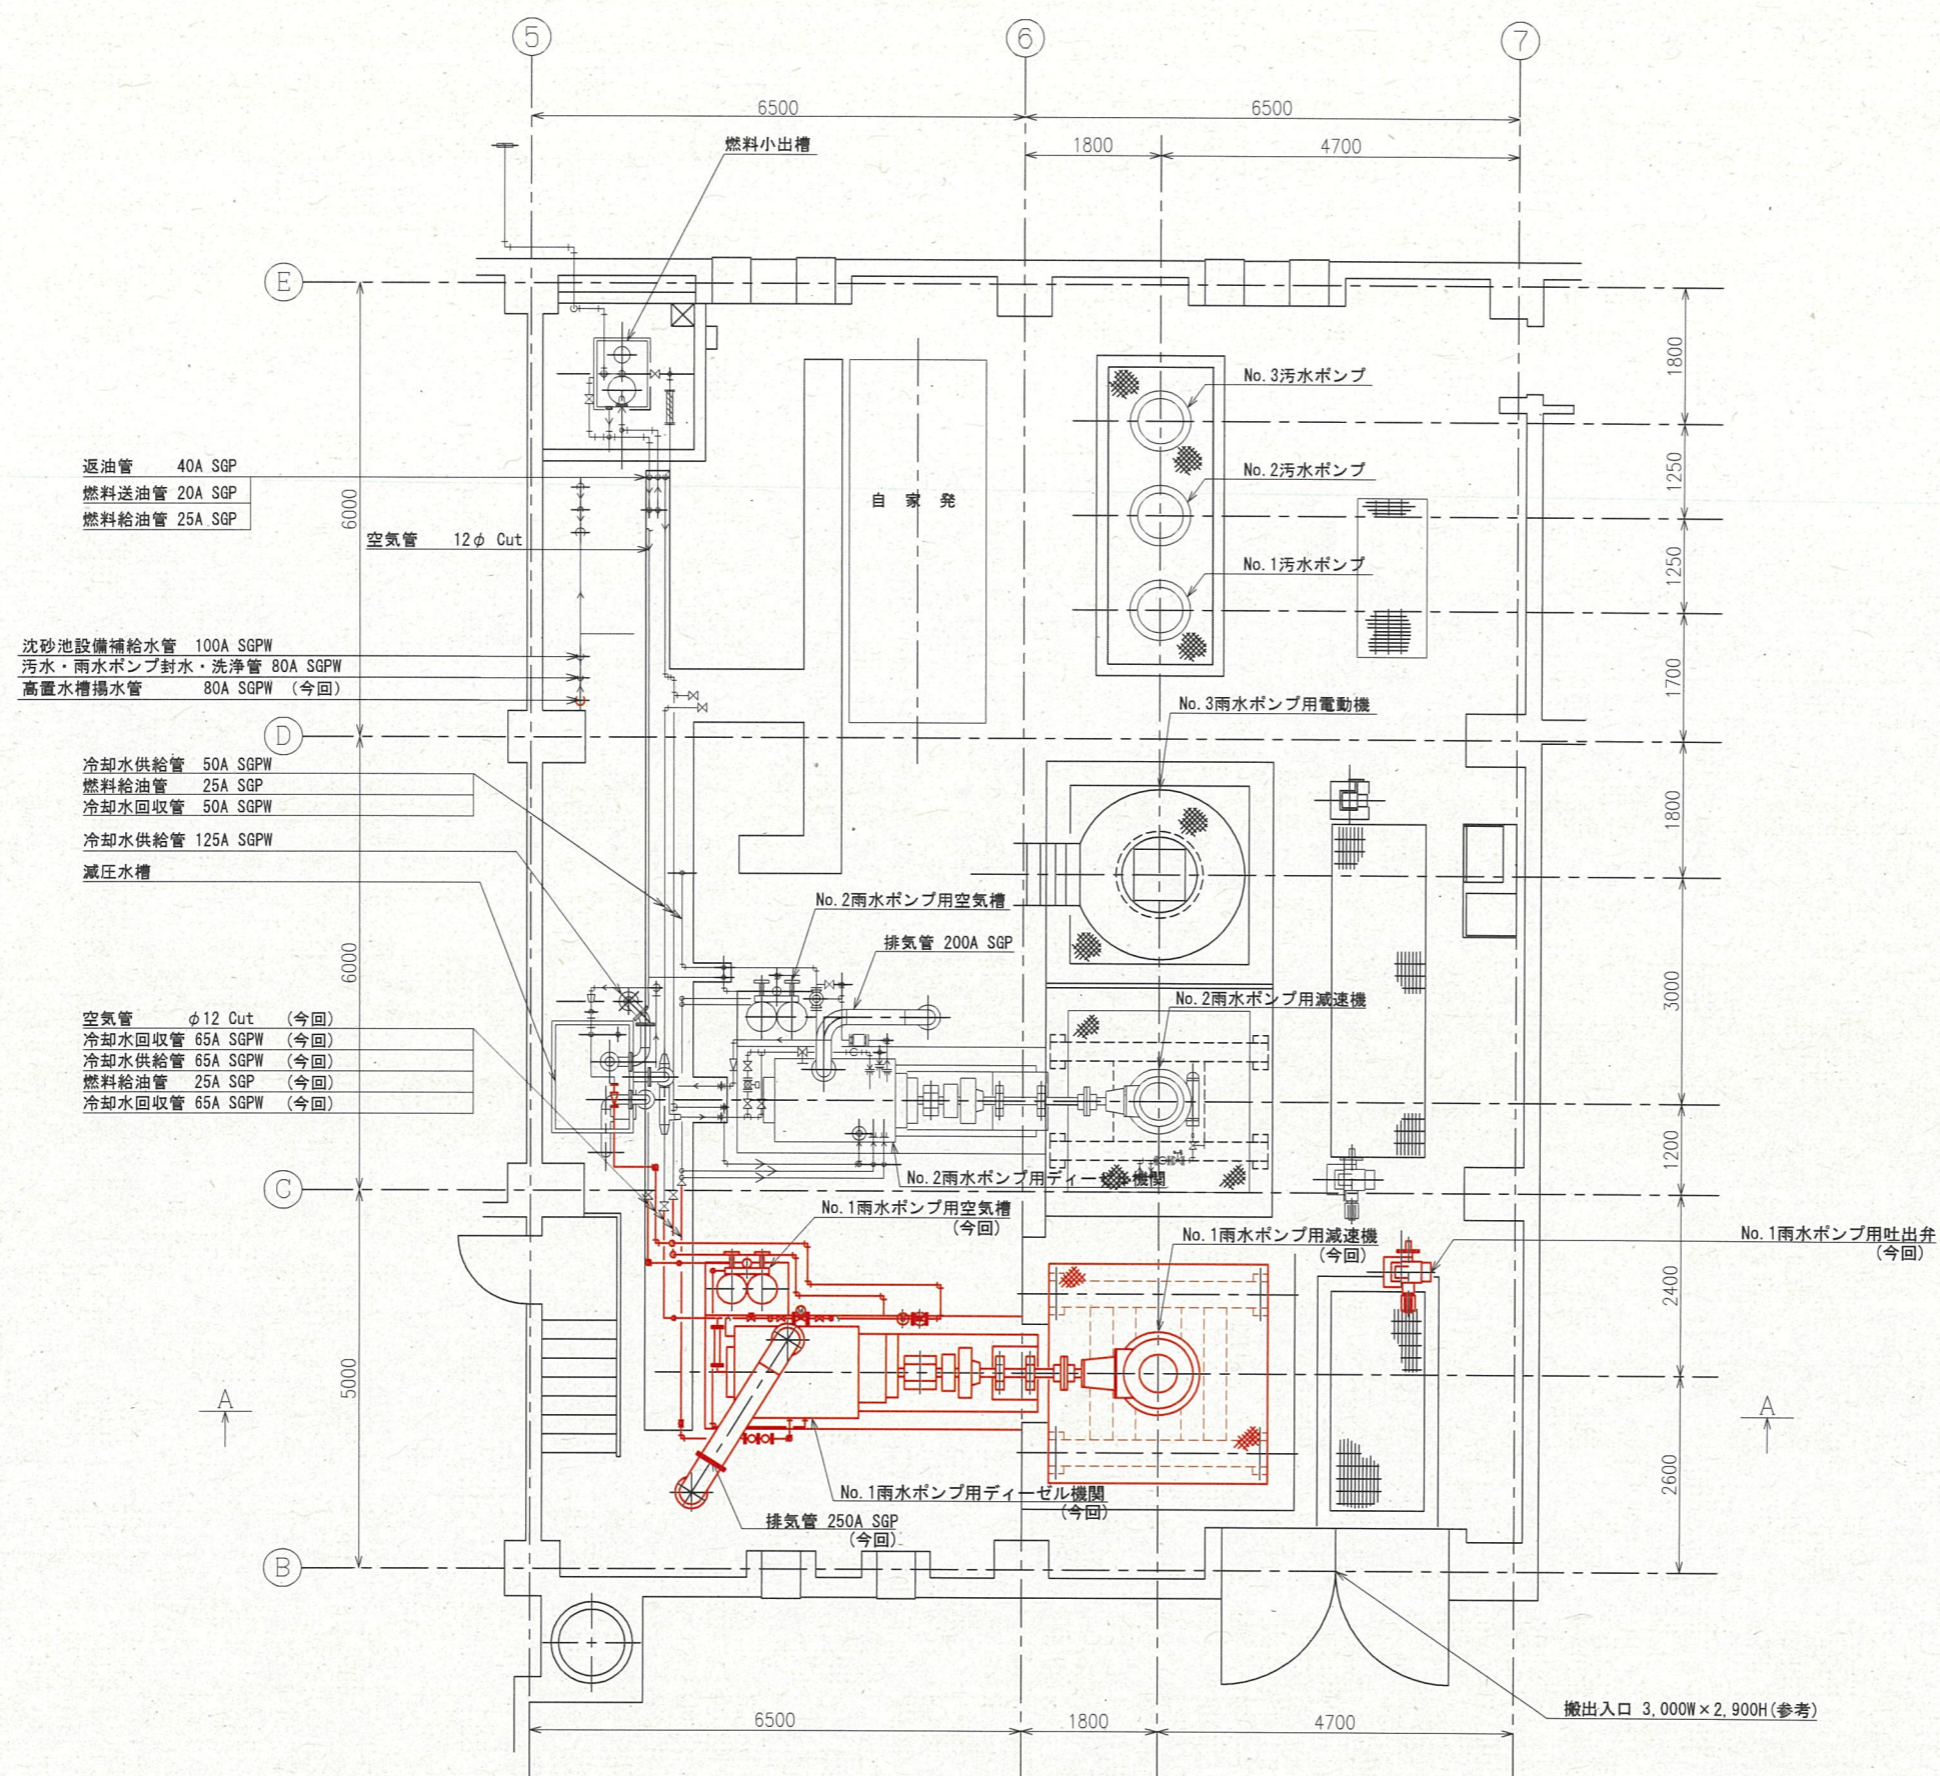 5
6
7
6500
6500
1800
4700
燃料小出槽
E
1800
No.3汚水ポンプ
返油管 40A SGP
No.2汚水ポンプ
1250
燃料送油管 20A SGP
6000
自家発
燃料給油管 25A SGP
空気管 12φ Cut
No.1汚水ポンプ
1250
沈砂池設備補給水管 100A SGPW
汚水・雨水ポンプ封水・洗浄管 80A SGPW
1700
高置水槽揚水管 80A SGPW (今回)
No.3雨水ポンプ用電動機
D
冷却水供給管 50A SGPW
燃料給油管 25A SGP
冷却水回収管 50A SGPW
1800
冷却水供給管 125A SGPW
減圧水槽
No.2雨水ポンプ用空気槽
排気管 200A SGP
6000
No.2雨水ポンプ用減速機
3000
空気管 φ12 Cut (今回)
冷却水回収管 65A SGPW (今回)
冷却水供給管 65A SGPW (今回)
燃料給油管 25A SGP (今回)
冷却水回収管 65A SGPW (今回)
1200
No.2雨水ポンプ用ディーゼル機関
C
No.1雨水ポンプ用空気槽
(今回)
No.1雨水ポンプ用減速機
(今回)
No.1雨水ポンプ用吐出弁
(今回)
2400
5000
A
A
2600
No.1雨水ポンプ用ディーゼル機関
(今回)
排気管 250A SGP
(今回)
B
搬出入口 3,000W×2,900H(参考)
6500
1800
4700